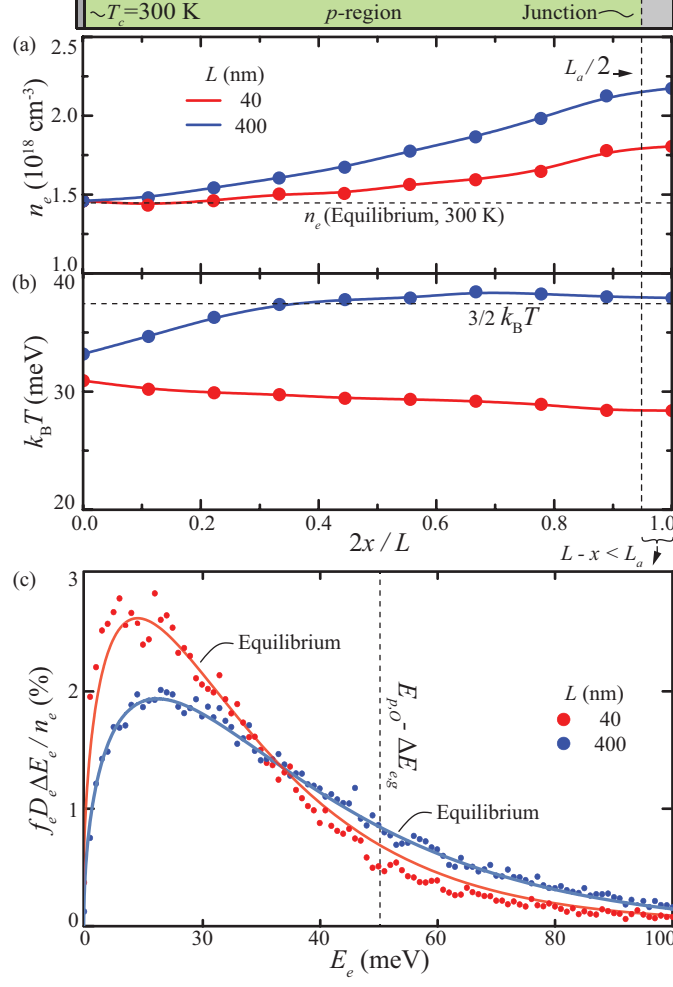 ~T_c=300 K p-region Junction~
(a)
L_a/2
L (nm)
40
400
n_e (10^18 cm^-3)
2.5
2.0
1.5
1.0
n_e (Equilibrium, 300 K)
(b)
k_B T (meV)
40
30
20
3/2 k_B T
0.0 0.2 0.4 0.6 0.8 1.0
2x / L
L - x < L_a
(c)
f_e D_e ΔE_e / n_e (%)
3
2
1
0
Equilibrium
E_p,O - ΔE_e,g
L (nm)
40
400
Equilibrium
0 30 40 60 80 100
E_e (meV)